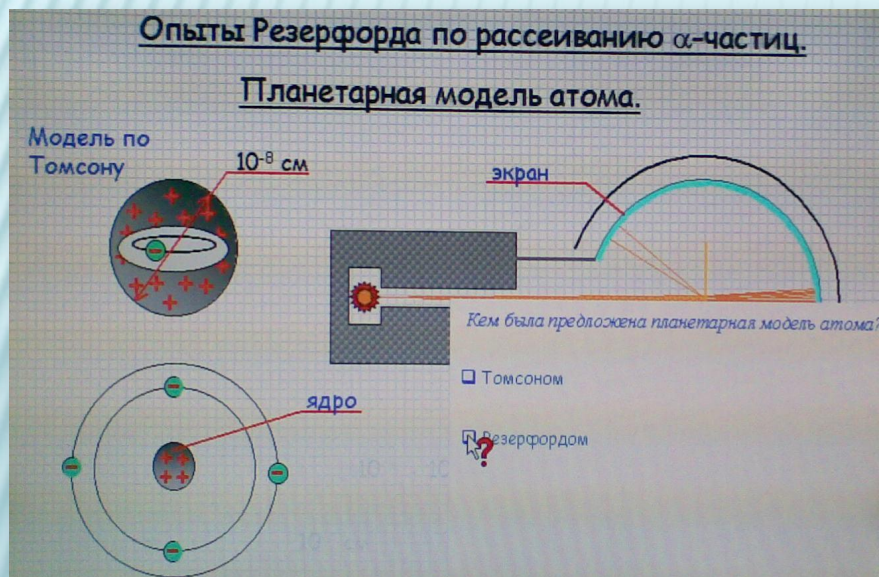 Опыты Резерфорда по рассеиванию α-частиц.
Планетарная модель атома.
Модель по
Томсону
10⁻⁸ см
экран
Кем была предложена планетарная модель атома?
Томсоном
Резерфордом
ядро